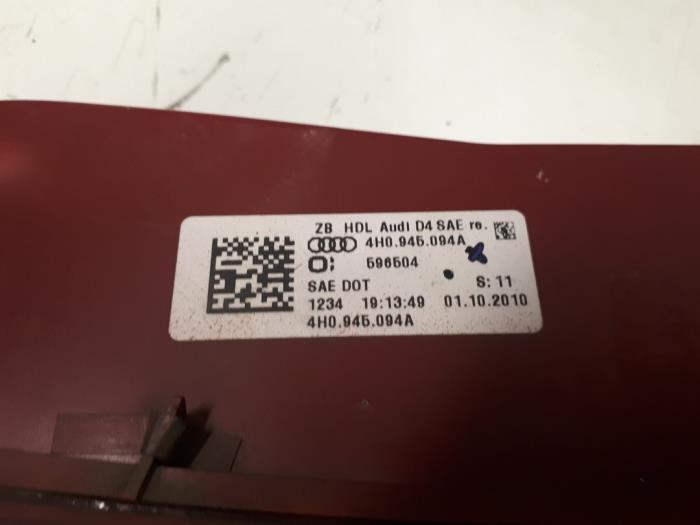 ZB HDL Audi D4 SAE re.
4H0.945.094A
O: 596504
SAE DOT S: 11
1234 19:13:49 01.10.2010
4H0.945.094A